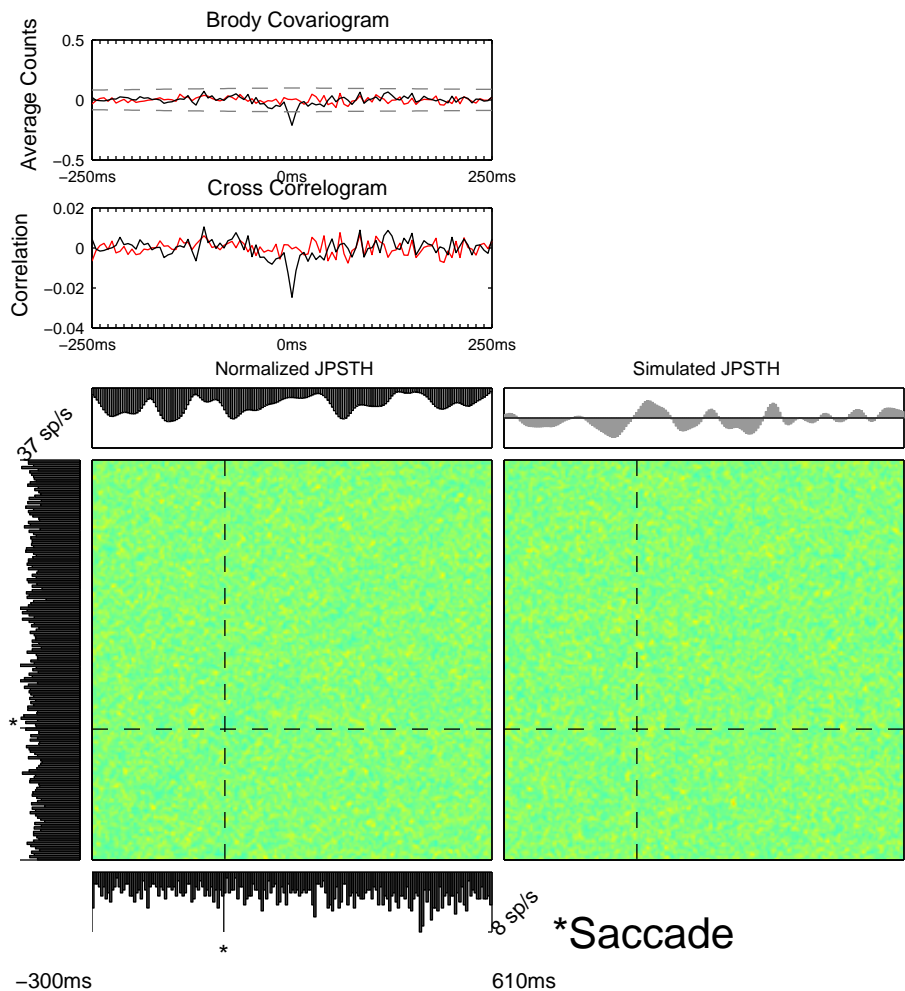 Brody Covariogram
Average Counts
0.5
0
−0.5
−250ms
0ms
250ms
Cross Correlogram
Correlation
0.02
0
−0.02
−0.04
−250ms
0ms
250ms
Normalized JPSTH
Simulated JPSTH
37 sp/s
*
8 sp/s
*
*Saccade
−300ms
610ms